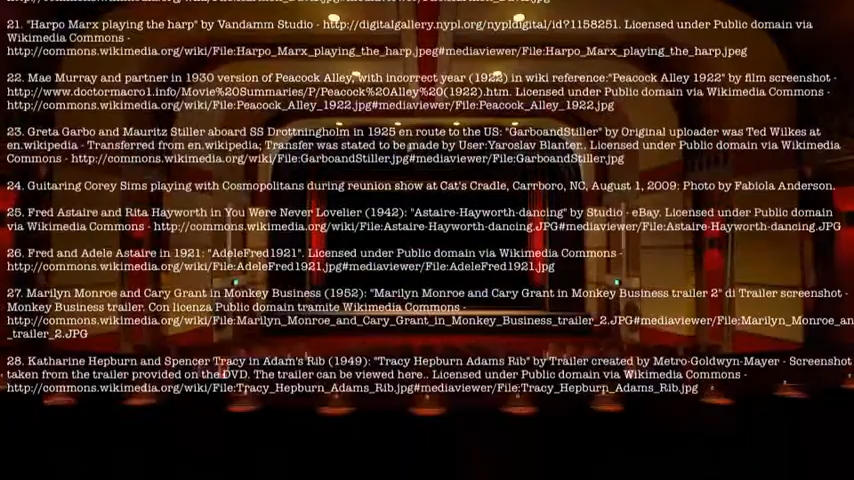 21. "Harpo Marx playing the harp" by Vandamm Studio - http://digitalgallery.nypl.org/nypldigital/id?1158251. Licensed under Public domain via
Wikimedia Commons -
http://commons.wikimedia.org/wiki/File:Harpo_Marx_playing_the_harp.jpeg#mediaviewer/File:Harpo_Marx_playing_the_harp.jpeg
22. Mae Murray and partner in 1930 version of Peacock Alley, with incorrect year (1922) in wiki reference:"Peacock Alley 1922" by film screenshot -
http://www.doctormacro1.info/Movie%20Summaries/P/Peacock%20Alley%20(1922).htm. Licensed under Public domain via Wikimedia Commons -
http://commons.wikimedia.org/wiki/File:Peacock_Alley_1922.jpg#mediaviewer/File:Peacock_Alley_1922.jpg
23. Greta Garbo and Mauritz Stiller aboard SS Drottningholm in 1925 en route to the US: "GarboandStiller" by Original uploader was Ted Wilkes at
en.wikipedia - Transferred from en.wikipedia; Transfer was stated to be made by User:Yaroslav Blanter.. Licensed under Public domain via Wikimedia
Commons - http://commons.wikimedia.org/wiki/File:GarboandStiller.jpg#mediaviewer/File:GarboandStiller.jpg
24. Guitaring Corey Sims playing with Cosmopolitans during reunion show at Cat's Cradle, Carrboro, NC, August 1, 2009: Photo by Fabiola Anderson.
25. Fred Astaire and Rita Hayworth in You Were Never Lovelier (1942): "Astaire-Hayworth-dancing" by Studio - eBay. Licensed under Public domain
via Wikimedia Commons - http://commons.wikimedia.org/wiki/File:Astaire-Hayworth-dancing.JPG#mediaviewer/File:Astaire-Hayworth-dancing.JPG
26. Fred and Adele Astaire in 1921: "AdeleFred1921". Licensed under Public domain via Wikimedia Commons -
http://commons.wikimedia.org/wiki/File:AdeleFred1921.jpg#mediaviewer/File:AdeleFred1921.jpg
27. Marilyn Monroe and Cary Grant in Monkey Business (1952): "Marilyn Monroe and Cary Grant in Monkey Business trailer 2" di Trailer screenshot -
Monkey Business trailer. Con licenza Public domain tramite Wikimedia Commons -
http://commons.wikimedia.org/wiki/File:Marilyn_Monroe_and_Cary_Grant_in_Monkey_Business_trailer_2.JPG#mediaviewer/File:Marilyn_Monroe_an
_trailer_2.JPG
28. Katharine Hepburn and Spencer Tracy in Adam's Rib (1949): "Tracy Hepburn Adams Rib" by Trailer created by Metro-Goldwyn-Mayer - Screenshot
taken from the trailer provided on the DVD. The trailer can be viewed here.. Licensed under Public domain via Wikimedia Commons -
http://commons.wikimedia.org/wiki/File:Tracy_Hepburn_Adams_Rib.jpg#mediaviewer/File:Tracy_Hepburn_Adams_Rib.jpg